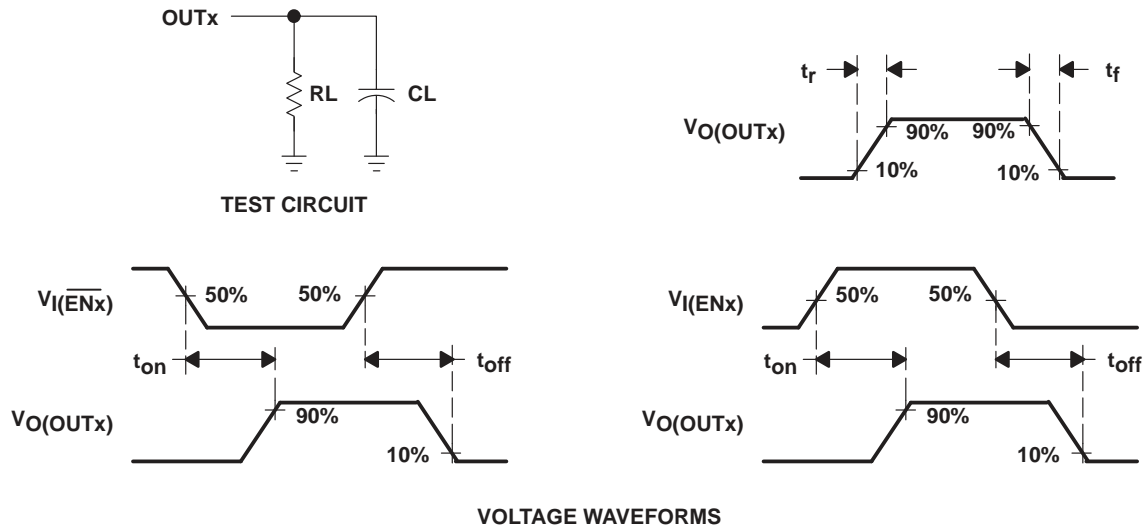 OUTx
RL
CL
TEST CIRCUIT
tr
tf
VO(OUTx)
90%
90%
10%
10%
VI(E̅N̅x̅)
50%
50%
ton
toff
VO(OUTx)
90%
10%
VI(ENx)
50%
50%
ton
toff
VO(OUTx)
90%
10%
VOLTAGE WAVEFORMS